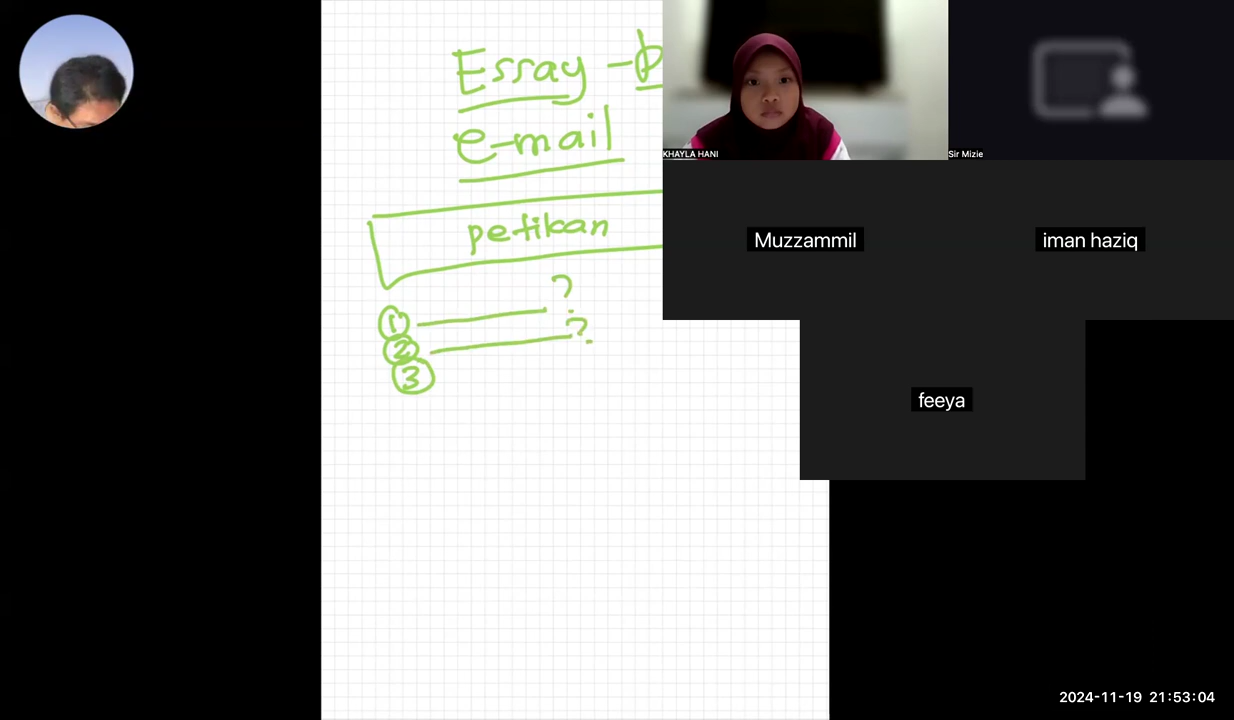 Essay -
e-mail
petikan
① ?
② ?
③
KHAYLA HANI
Sir Mizie
Muzzammil
iman haziq
feeya
2024-11-19 21:53:04